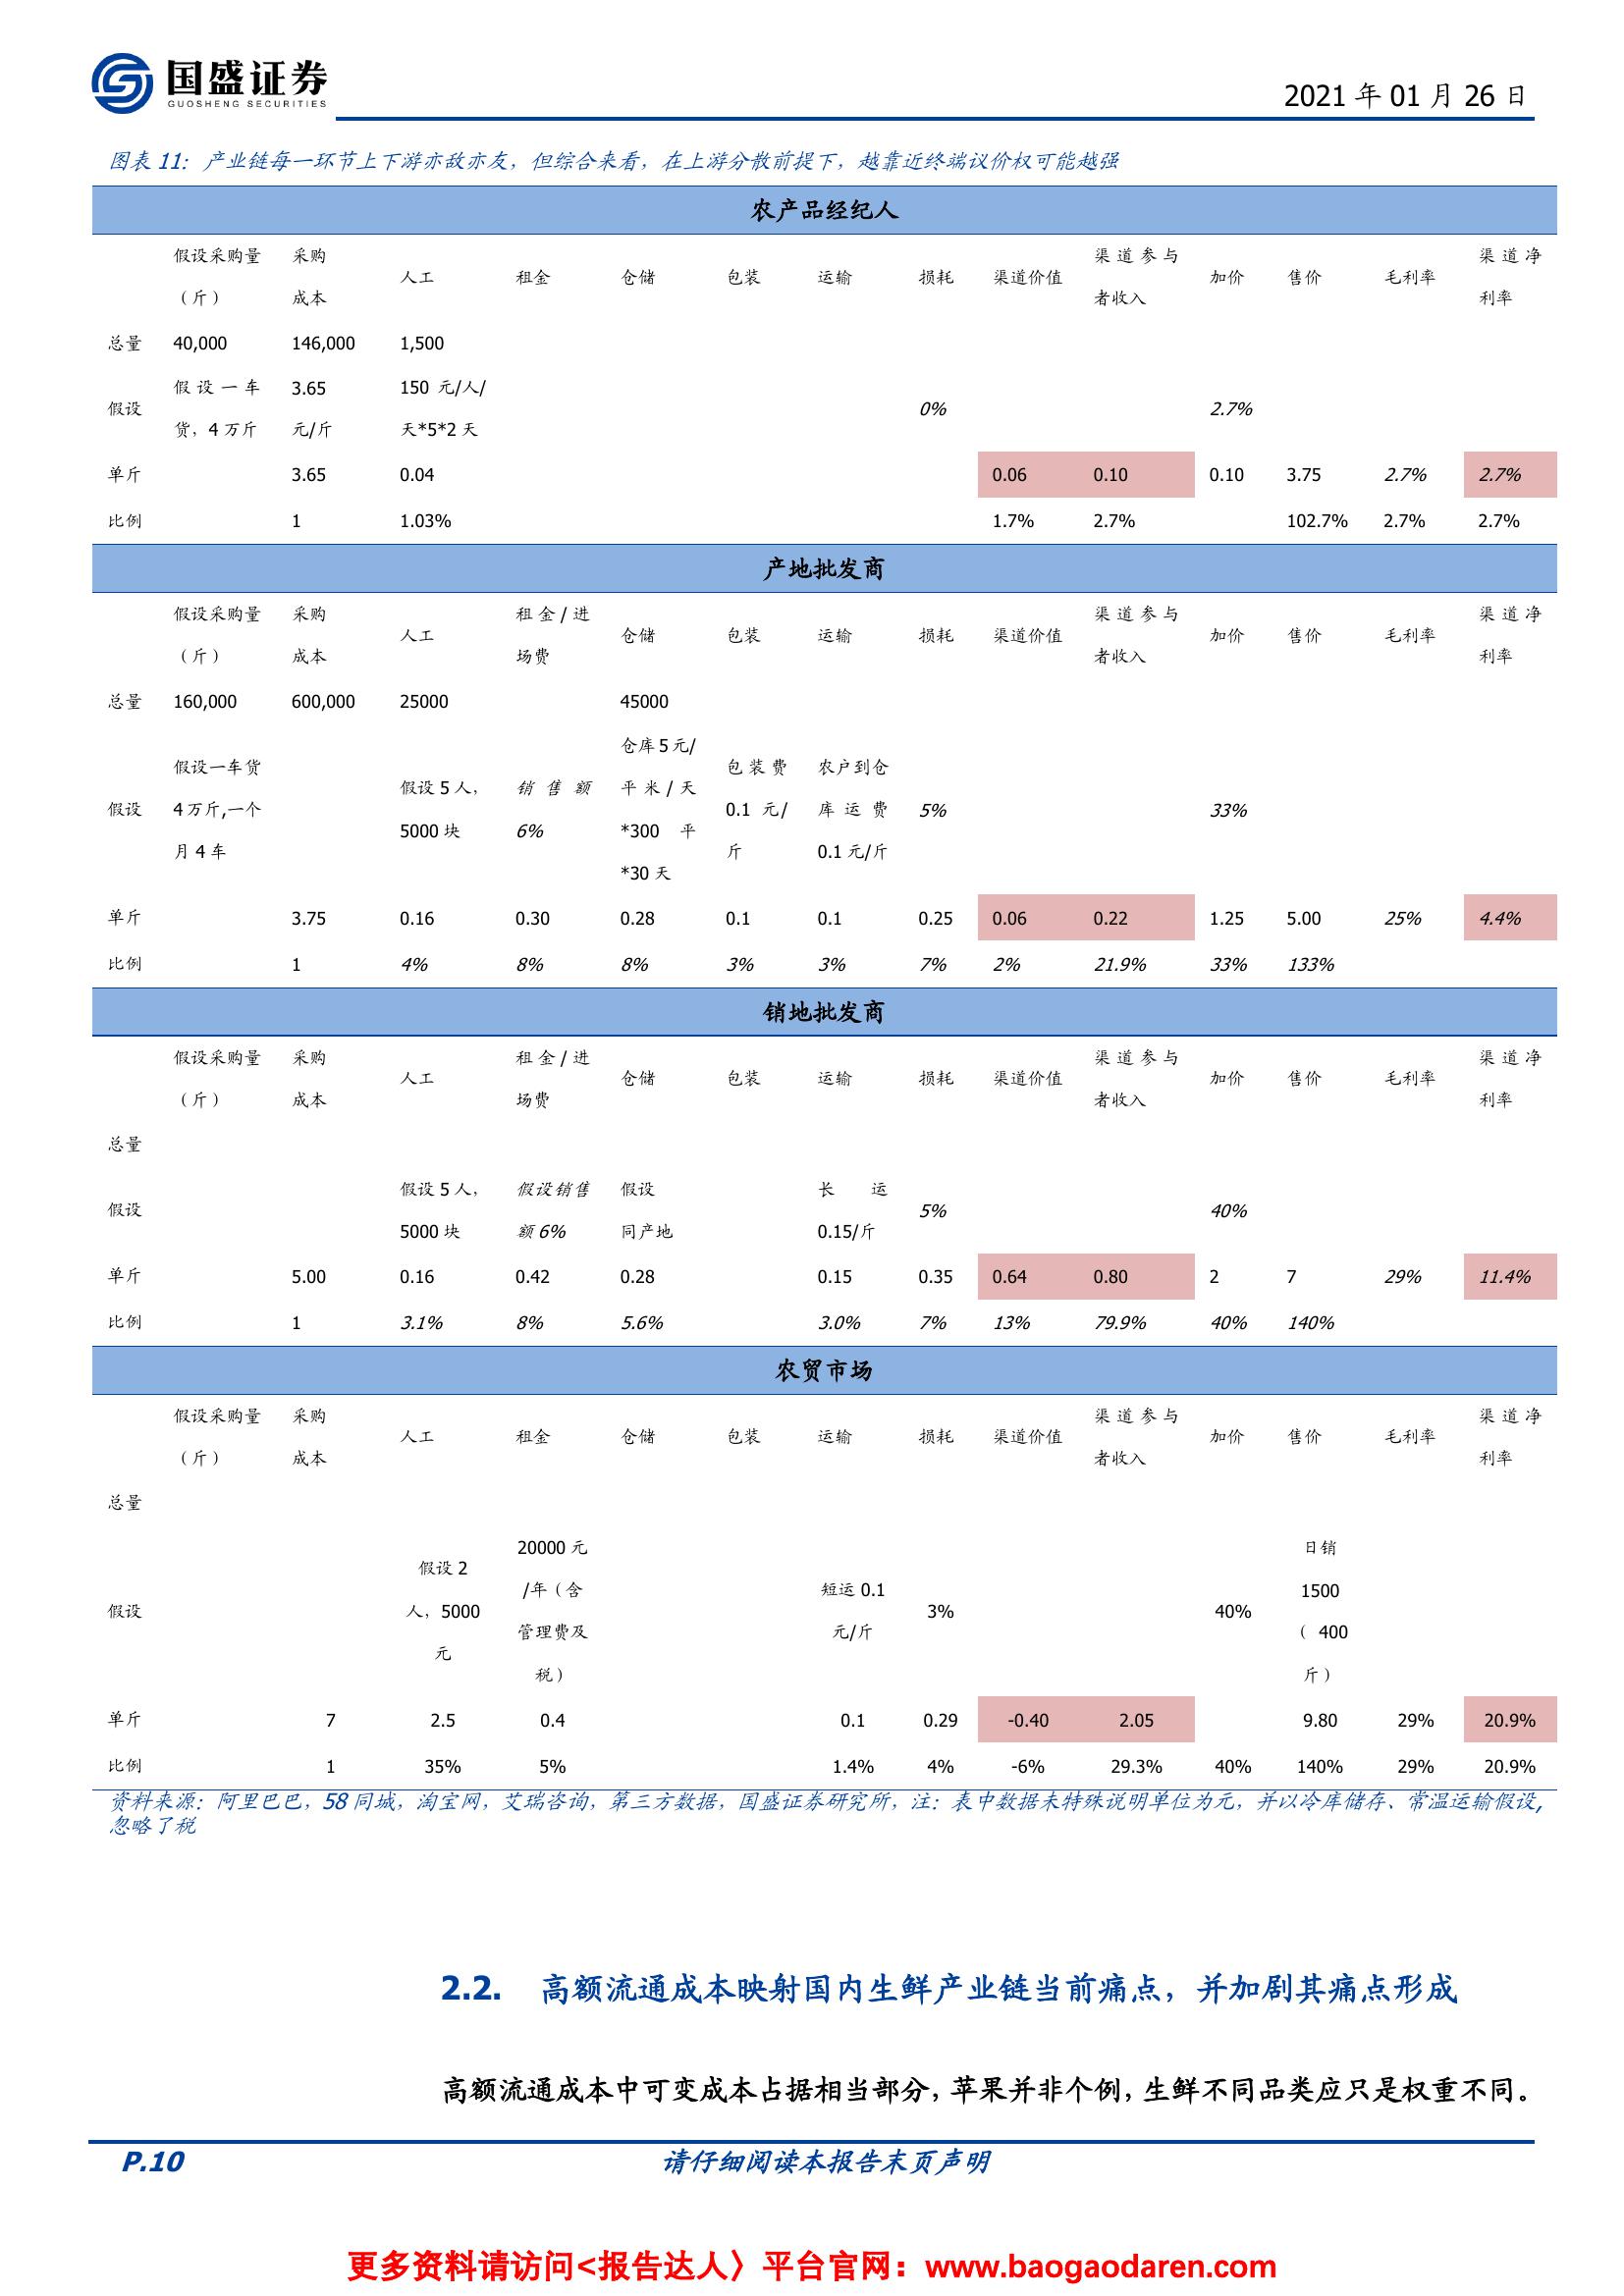 国盛证券
GUOSHENG SECURITIES
2021 年 01 月 26 日
图表 11：产业链每一环节上下游亦敌亦友，但综合来看，在上游分散前提下，越靠近终端议价权可能越强
农产品经纪人
假设采购量（斤） 采购成本 人工 租金 仓储 包装 运输 损耗 渠道价值 渠道参与者收入 加价 售价 毛利率 渠道净利率
总量 40,000 146,000 1,500
假设 假设一车货，4 万斤 3.65 元/斤 150 元/人/天*5*2 天 0% 2.7%
单斤 3.65 0.04 0.06 0.10 0.10 3.75 2.7% 2.7%
比例 1 1.03% 1.7% 2.7% 102.7% 2.7% 2.7%
产地批发商
假设采购量（斤） 采购成本 人工 租金/进场费 仓储 包装 运输 损耗 渠道价值 渠道参与者收入 加价 售价 毛利率 渠道净利率
总量 160,000 600,000 25000 45000
假设 假设一车货 4 万斤,一个月 4 车 假设 5 人，5000 块 销售额 6% 仓库 5 元/平米/天*300 平*30 天 包装费 0.1 元/斤 农户到仓库运费 0.1 元/斤 5% 33%
单斤 3.75 0.16 0.30 0.28 0.1 0.1 0.25 0.06 0.22 1.25 5.00 25% 4.4%
比例 1 4% 8% 8% 3% 3% 7% 2% 21.9% 33% 133%
销地批发商
假设采购量（斤） 采购成本 人工 租金/进场费 仓储 包装 运输 损耗 渠道价值 渠道参与者收入 加价 售价 毛利率 渠道净利率
总量
假设 假设 5 人，5000 块 假设销售额 6% 假设同产地 长运 0.15/斤 5% 40%
单斤 5.00 0.16 0.42 0.28 0.15 0.35 0.64 0.80 2 7 29% 11.4%
比例 1 3.1% 8% 5.6% 3.0% 7% 13% 79.9% 40% 140%
农贸市场
假设采购量（斤） 采购成本 人工 租金 仓储 包装 运输 损耗 渠道价值 渠道参与者收入 加价 售价 毛利率 渠道净利率
总量
假设 假设 2 人，5000 元 20000 元/年（含管理费及税） 短运 0.1 元/斤 3% 40% 日销 1500（ 400 斤）
单斤 7 2.5 0.4 0.1 0.29 -0.40 2.05 9.80 29% 20.9%
比例 1 35% 5% 1.4% 4% -6% 29.3% 40% 140% 29% 20.9%
资料来源：阿里巴巴，58 同城，淘宝网，艾瑞咨询，第三方数据，国盛证券研究所，注：表中数据未特殊说明单位为元，并以冷库储存、常温运输假设，
忽略了税
2.2. 高额流通成本映射国内生鲜产业链当前痛点，并加剧其痛点形成
高额流通成本中可变成本占据相当部分，苹果并非个例，生鲜不同品类应只是权重不同。
P.10
请仔细阅读本报告末页声明
更多资料请访问<报告达人〉平台官网：www.baogaodaren.com